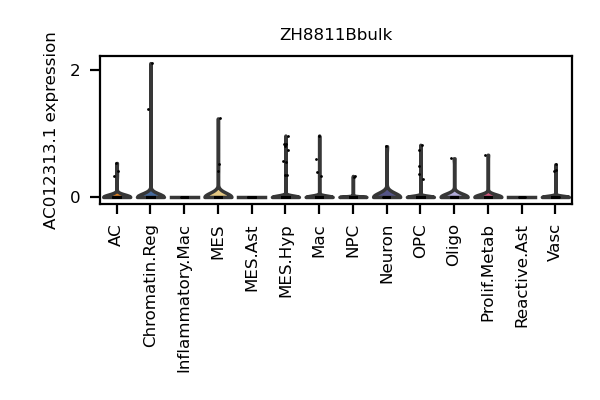 ZH8811Bbulk
AC012313.1 expression
2
0
AC
Chromatin.Reg
Inflammatory.Mac
MES
MES.Ast
MES.Hyp
Mac
NPC
Neuron
OPC
Oligo
Prolif.Metab
Reactive.Ast
Vasc